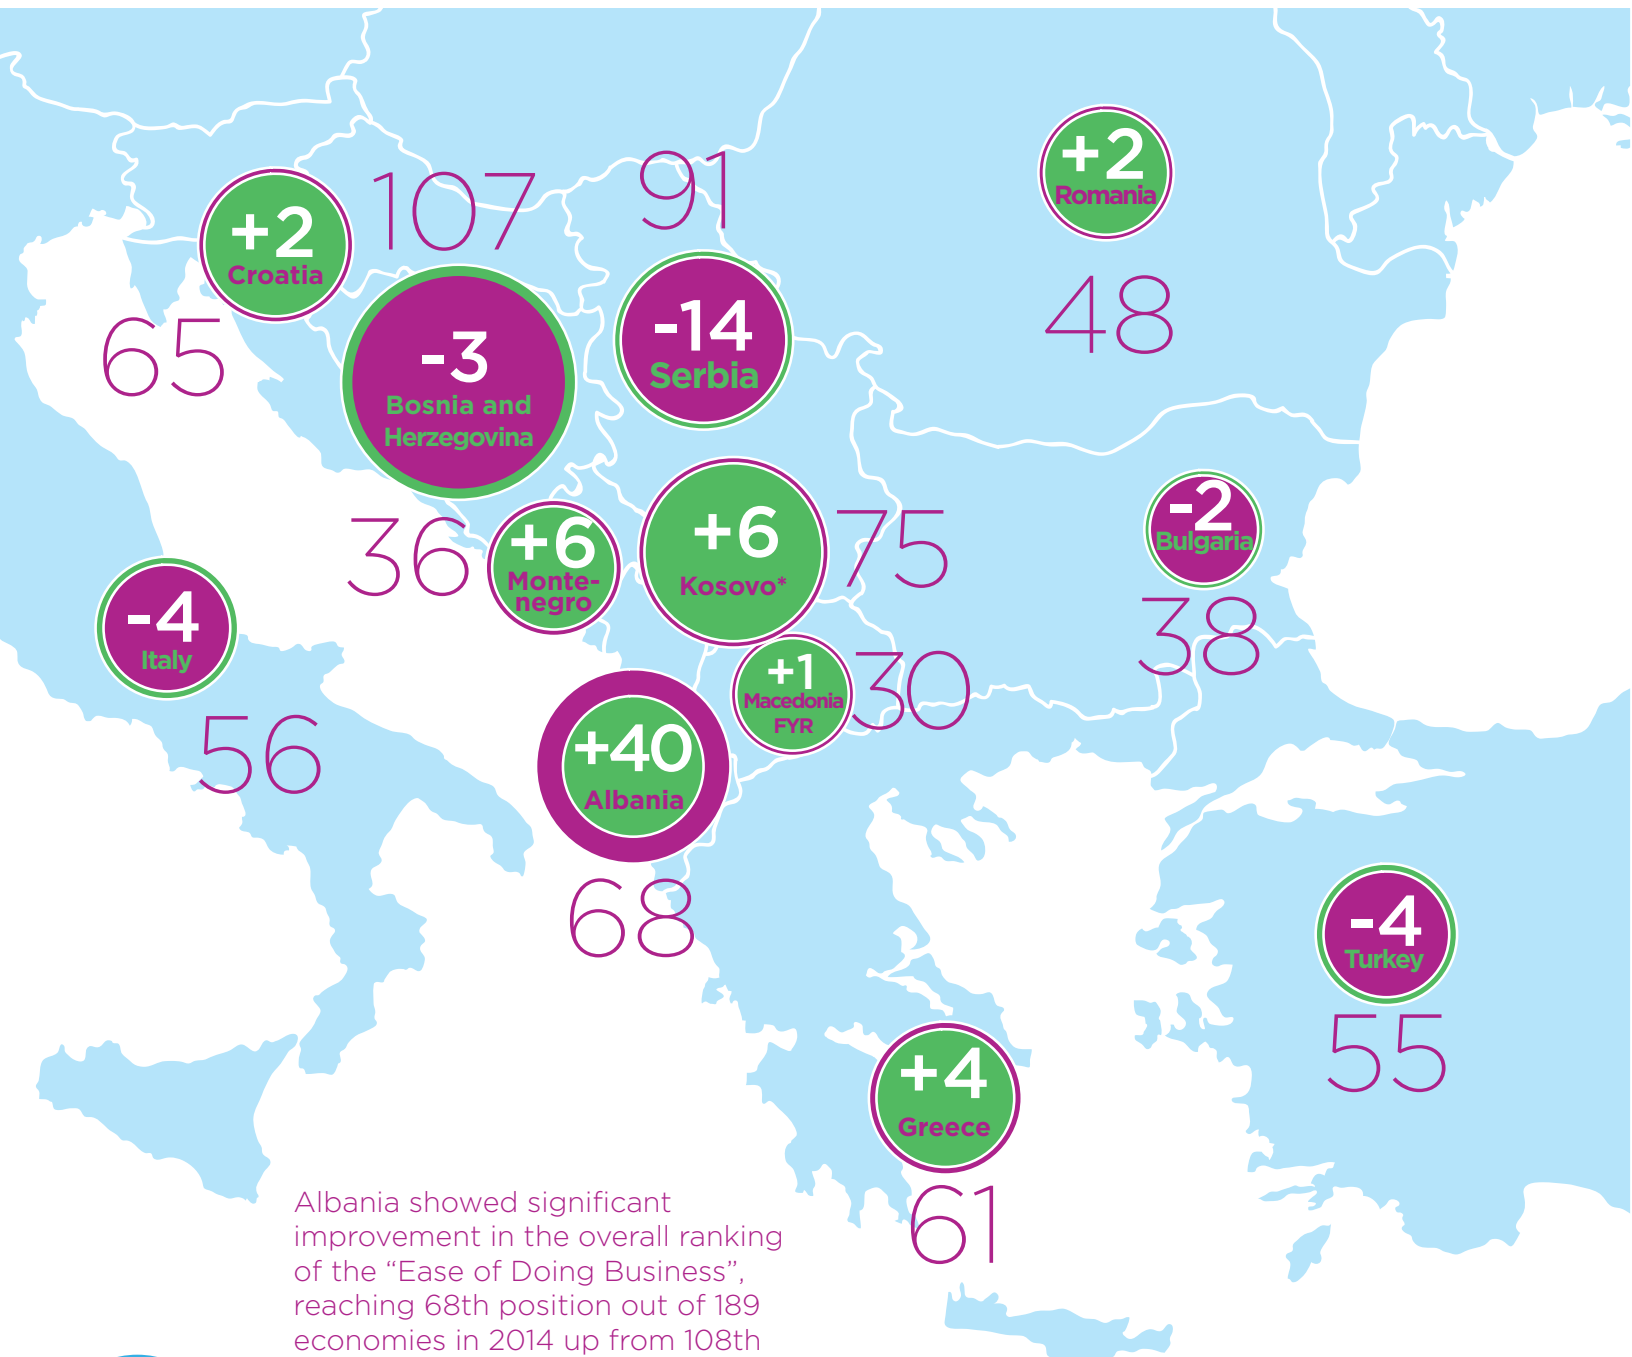 +2
Romania
48
+2
Croatia
65
107
-3
Bosnia and
Herzegovina
91
-14
Serbia
36
+6
Monte-
negro
+6
Kosovo*
75
-2
Bulgaria
38
-4
Italy
56
+1
Macedonia
FYR
30
+40
Albania
68
-4
Turkey
55
+4
Greece
61
Albania showed significant
improvement in the overall ranking
of the “Ease of Doing Business”,
reaching 68th position out of 189
economies in 2014 up from 108th